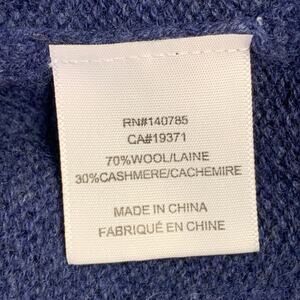 RN#140785
CA#19371
70%WOOL/LAINE
30%CASHMERE/CACHEMIRE
MADE IN CHINA
FABRIQUÉ EN CHINE